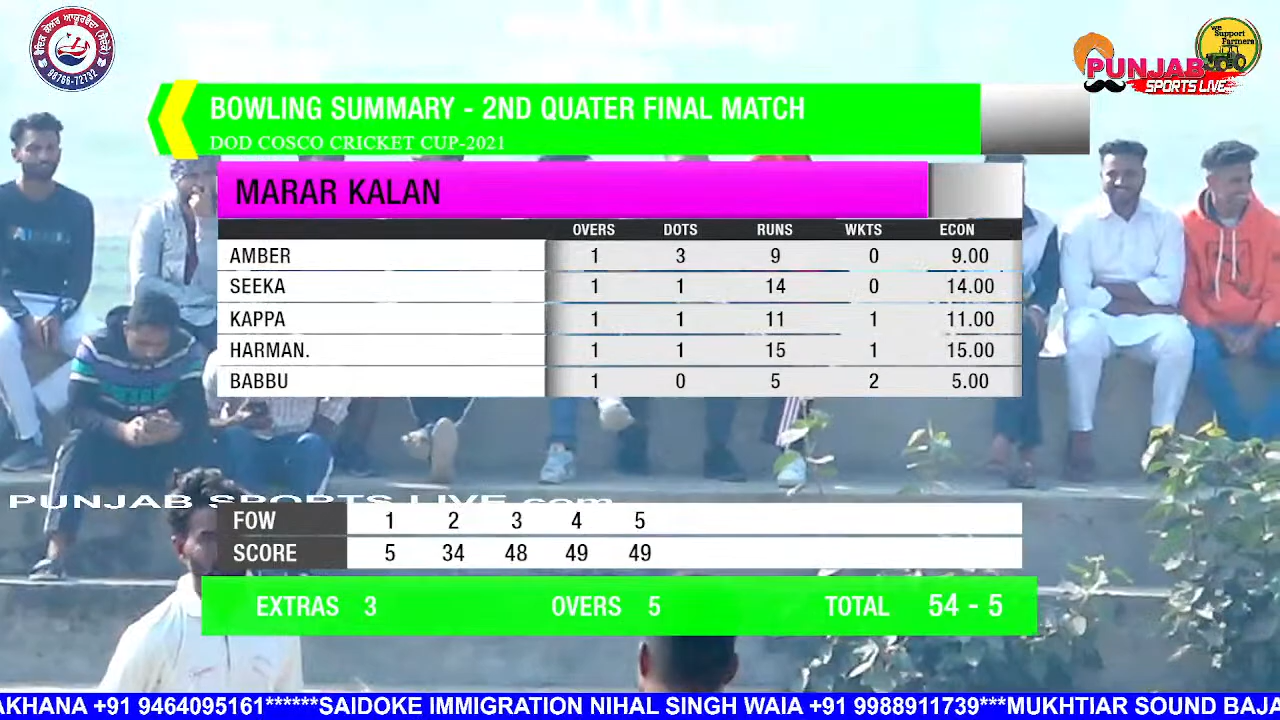 ਵੈਦਿਕ ਕੇਅਰ ਆਯੁਰਵੈਦਾ (ਸੈਦੋਕੇ)
98766-72732
we Support Farmers
PUNJAB
SPORTS LIVE
BOWLING SUMMARY - 2ND QUATER FINAL MATCH
DOD COSCO CRICKET CUP-2021
MARAR KALAN
OVERS DOTS RUNS WKTS ECON
AMBER 1 3 9 0 9.00
SEEKA 1 1 14 0 14.00
KAPPA 1 1 11 1 11.00
HARMAN. 1 1 15 1 15.00
BABBU 1 0 5 2 5.00
PUNJAB SPORTS LIVE.com
FOW 1 2 3 4 5
SCORE 5 34 48 49 49
EXTRAS 3 OVERS 5 TOTAL 54 - 5
AKHANA +91 9464095161******SAIDOKE IMMIGRATION NIHAL SINGH WAIA +91 9988911739***MUKHTIAR SOUND BAJA